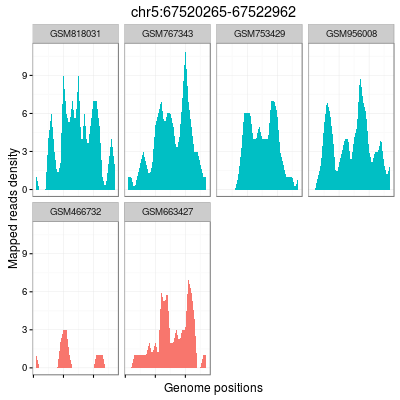 chr5:67520265-67522962
GSM818031 GSM767343 GSM753429 GSM956008
9
6
3
0
GSM466732 GSM663427
9
6
3
0
Mapped reads density
Genome positions